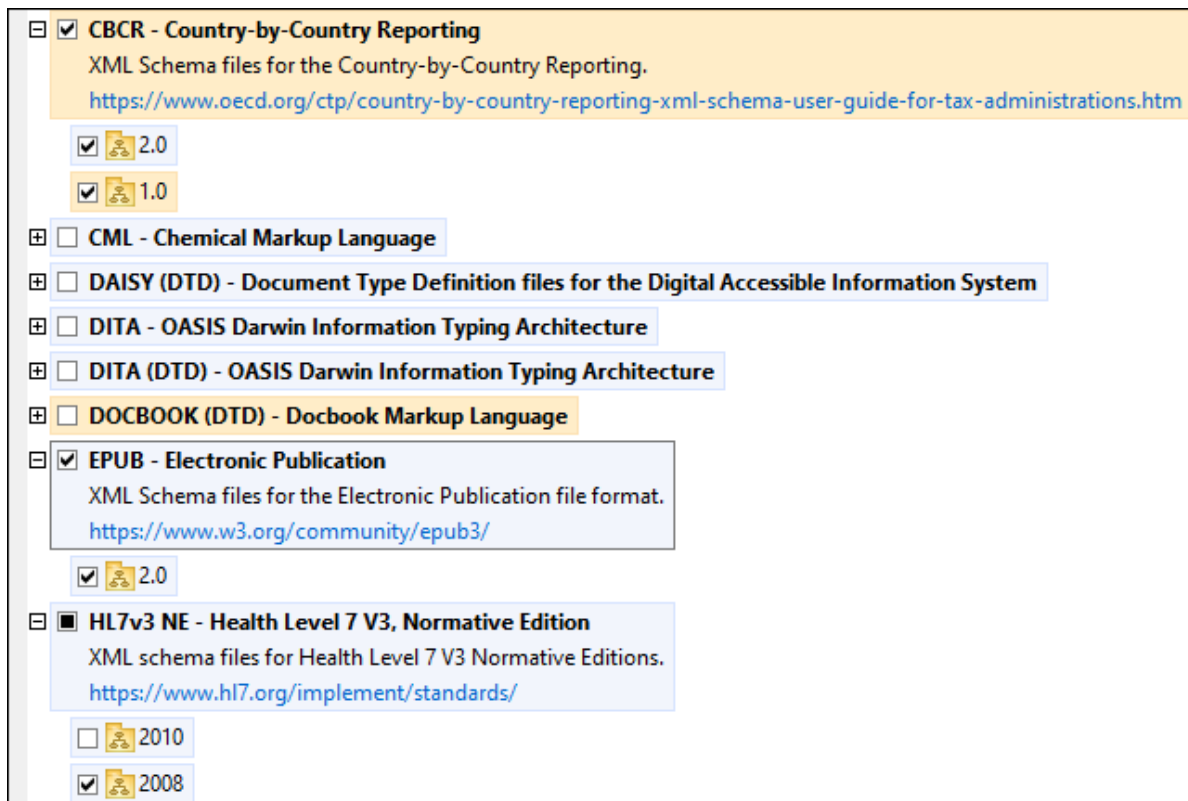 CBCR - Country-by-Country Reporting
XML Schema files for the Country-by-Country Reporting.
https://www.oecd.org/ctp/country-by-country-reporting-xml-schema-user-guide-for-tax-administrations.htm
2.0
1.0
CML - Chemical Markup Language
DAISY (DTD) - Document Type Definition files for the Digital Accessible Information System
DITA - OASIS Darwin Information Typing Architecture
DITA (DTD) - OASIS Darwin Information Typing Architecture
DOCBOOK (DTD) - Docbook Markup Language
EPUB - Electronic Publication
XML Schema files for the Electronic Publication file format.
https://www.w3.org/community/epub3/
2.0
HL7v3 NE - Health Level 7 V3, Normative Edition
XML schema files for Health Level 7 V3 Normative Editions.
https://www.hl7.org/implement/standards/
2010
2008